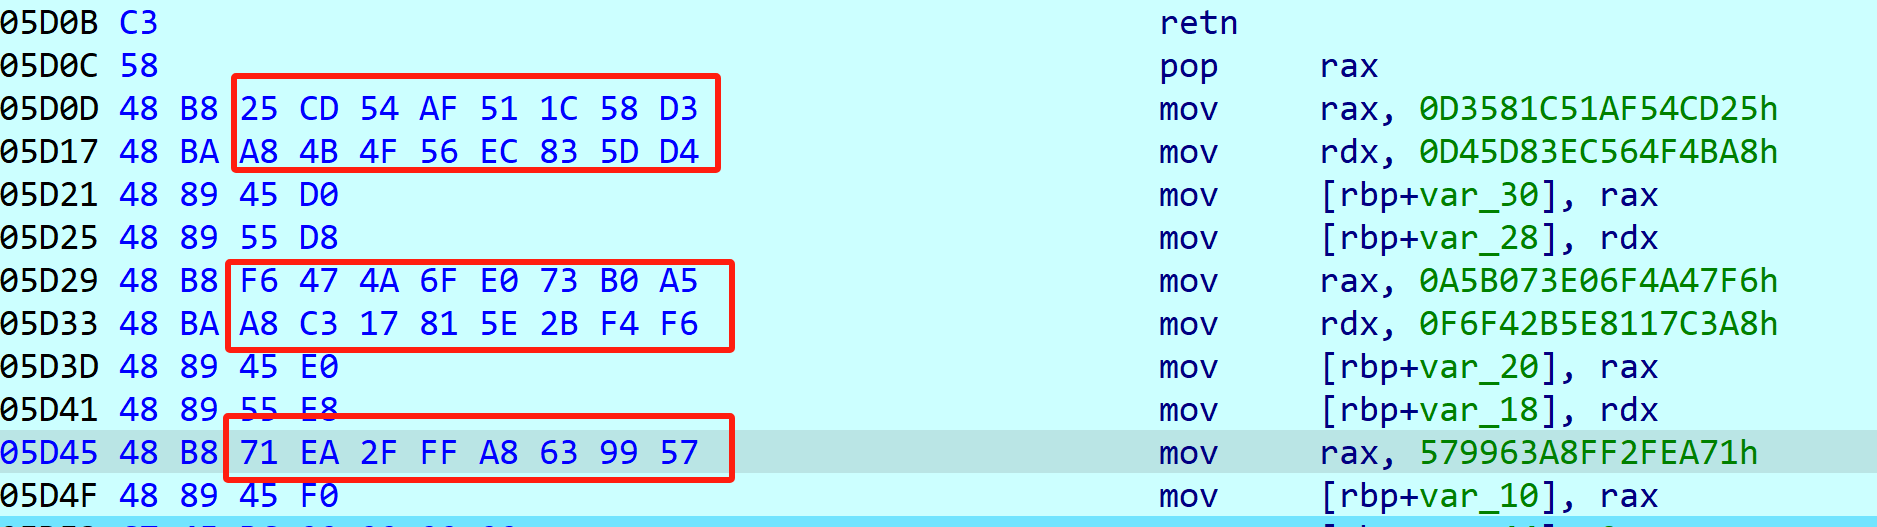 05D0B C3 retn
05D0C 58 pop rax
05D0D 48 B8 25 CD 54 AF 51 1C 58 D3 mov rax, 0D3581C51AF54CD25h
05D17 48 BA A8 4B 4F 56 EC 83 5D D4 mov rdx, 0D45D83EC564F4BA8h
05D21 48 89 45 D0 mov [rbp+var_30], rax
05D25 48 89 55 D8 mov [rbp+var_28], rdx
05D29 48 B8 F6 47 4A 6F E0 73 B0 A5 mov rax, 0A5B073E06F4A47F6h
05D33 48 BA A8 C3 17 81 5E 2B F4 F6 mov rdx, 0F6F42B5E8117C3A8h
05D3D 48 89 45 E0 mov [rbp+var_20], rax
05D41 48 89 55 E8 mov [rbp+var_18], rdx
05D45 48 B8 71 EA 2F FF A8 63 99 57 mov rax, 579963A8FF2FEA71h
05D4F 48 89 45 F0 mov [rbp+var_10], rax